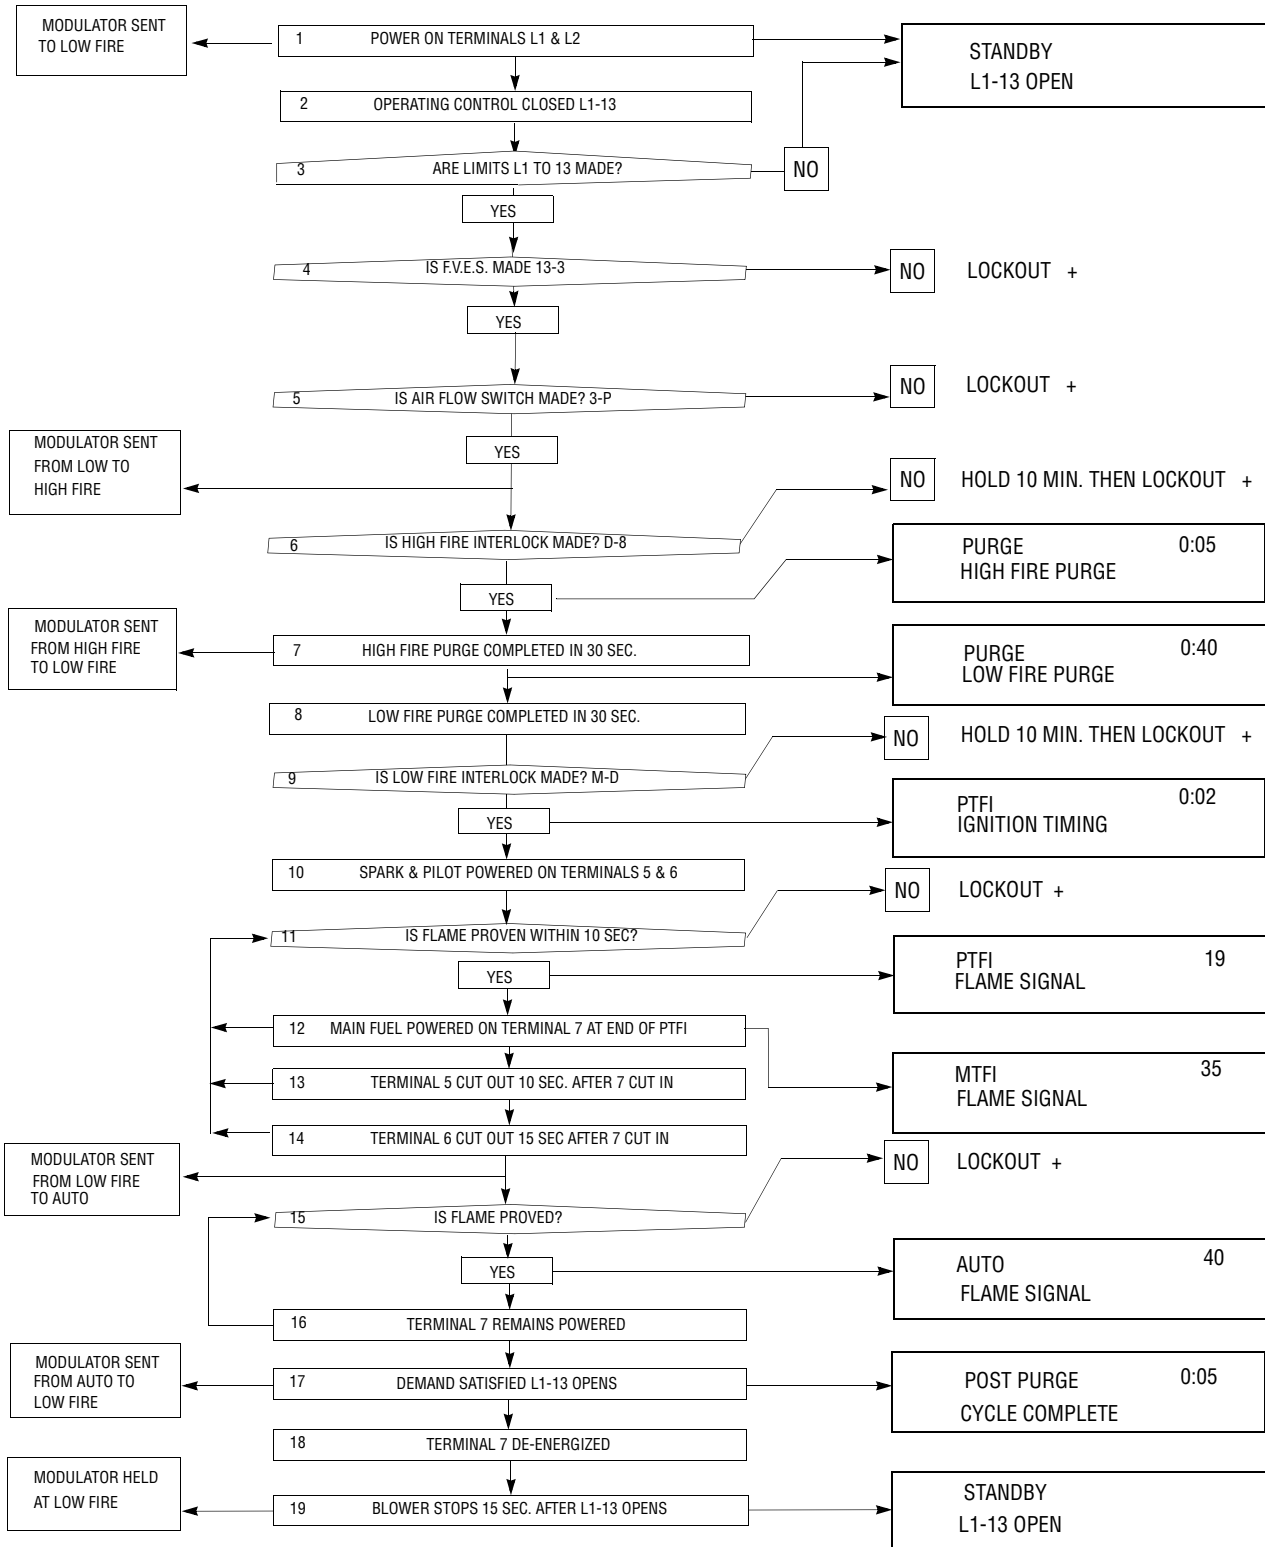 MODULATOR SENT
TO LOW FIRE
1 POWER ON TERMINALS L1 & L2
STANDBY
L1-13 OPEN
2 OPERATING CONTROL CLOSED L1-13
3 ARE LIMITS L1 TO 13 MADE?
NO
YES
4 IS F.V.E.S. MADE 13-3
NO LOCKOUT +
YES
5 IS AIR FLOW SWITCH MADE? 3-P
NO LOCKOUT +
YES
MODULATOR SENT
FROM LOW TO
HIGH FIRE
NO HOLD 10 MIN. THEN LOCKOUT +
6 IS HIGH FIRE INTERLOCK MADE? D-8
PURGE 0:05
HIGH FIRE PURGE
YES
MODULATOR SENT
FROM HIGH FIRE
TO LOW FIRE
7 HIGH FIRE PURGE COMPLETED IN 30 SEC.
PURGE 0:40
LOW FIRE PURGE
8 LOW FIRE PURGE COMPLETED IN 30 SEC.
NO HOLD 10 MIN. THEN LOCKOUT +
9 IS LOW FIRE INTERLOCK MADE? M-D
YES
PTFI 0:02
IGNITION TIMING
10 SPARK & PILOT POWERED ON TERMINALS 5 & 6
NO LOCKOUT +
11 IS FLAME PROVEN WITHIN 10 SEC?
YES
PTFI 19
FLAME SIGNAL
12 MAIN FUEL POWERED ON TERMINAL 7 AT END OF PTFI
13 TERMINAL 5 CUT OUT 10 SEC. AFTER 7 CUT IN
MTFI 35
FLAME SIGNAL
14 TERMINAL 6 CUT OUT 15 SEC AFTER 7 CUT IN
MODULATOR SENT
FROM LOW FIRE
TO AUTO
NO LOCKOUT +
15 IS FLAME PROVED?
YES
AUTO 40
FLAME SIGNAL
16 TERMINAL 7 REMAINS POWERED
MODULATOR SENT
FROM AUTO TO
LOW FIRE
17 DEMAND SATISFIED L1-13 OPENS
POST PURGE 0:05
CYCLE COMPLETE
18 TERMINAL 7 DE-ENERGIZED
MODULATOR HELD
AT LOW FIRE
19 BLOWER STOPS 15 SEC. AFTER L1-13 OPENS
STANDBY
L1-13 OPEN